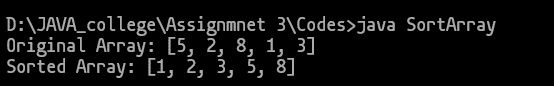 D:\JAVA_college\Assignmnet 3\Codes>java SortArray
Original Array: [5, 2, 8, 1, 3]
Sorted Array: [1, 2, 3, 5, 8]